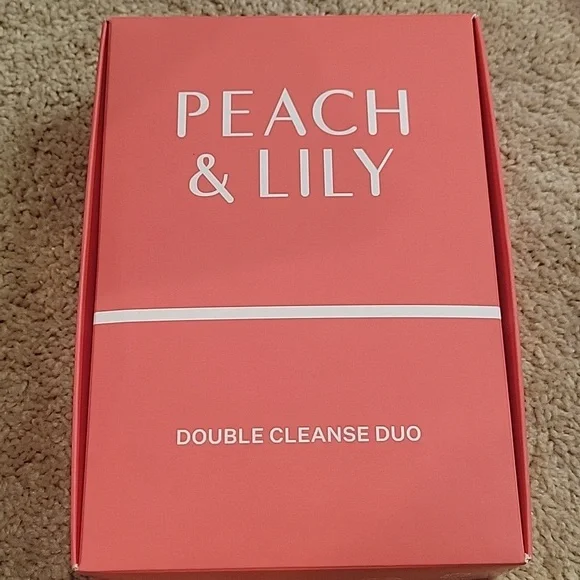 PEACH
& LILY
DOUBLE CLEANSE DUO